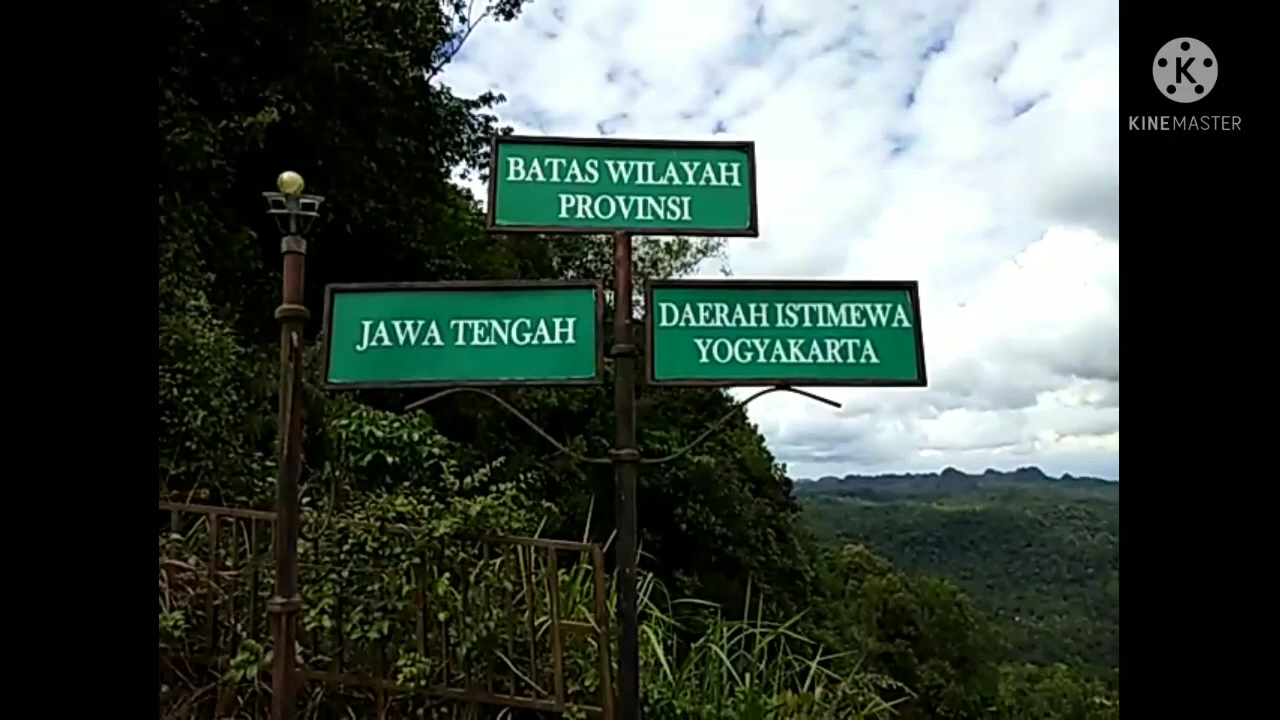 BATAS WILAYAH
PROVINSI
JAWA TENGAH
DAERAH ISTIMEWA
YOGYAKARTA
K
KINEMASTER